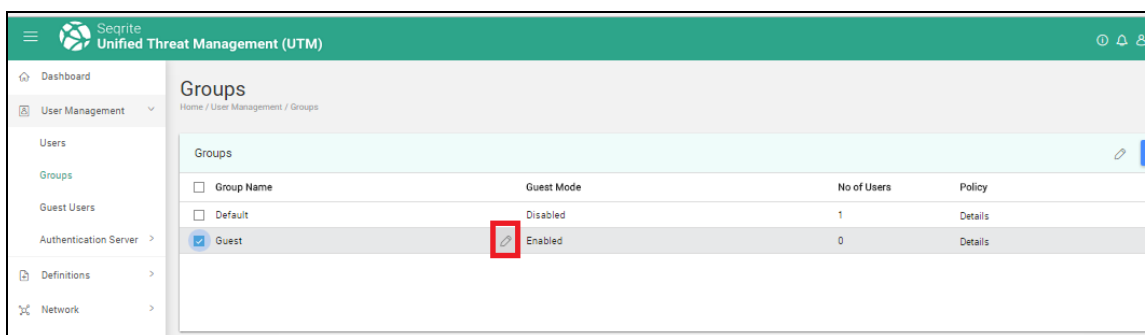 Seqrite
Unified Threat Management (UTM)
Dashboard
User Management
Users
Groups
Guest Users
Authentication Server
Definitions
Network
Groups
Home / User Management / Groups
Groups
Group Name Guest Mode No of Users Policy
Default Disabled 1 Details
Guest Enabled 0 Details